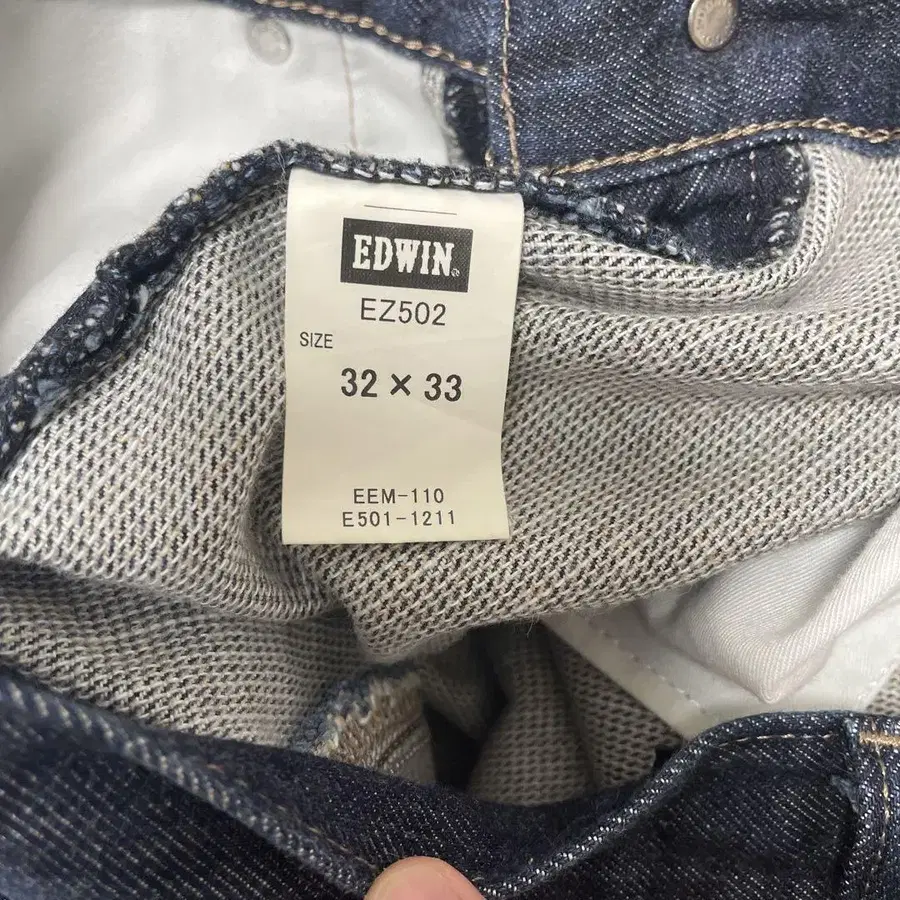 EDWIN®
EZ502
SIZE
32 × 33
EEM-110
E501-1211